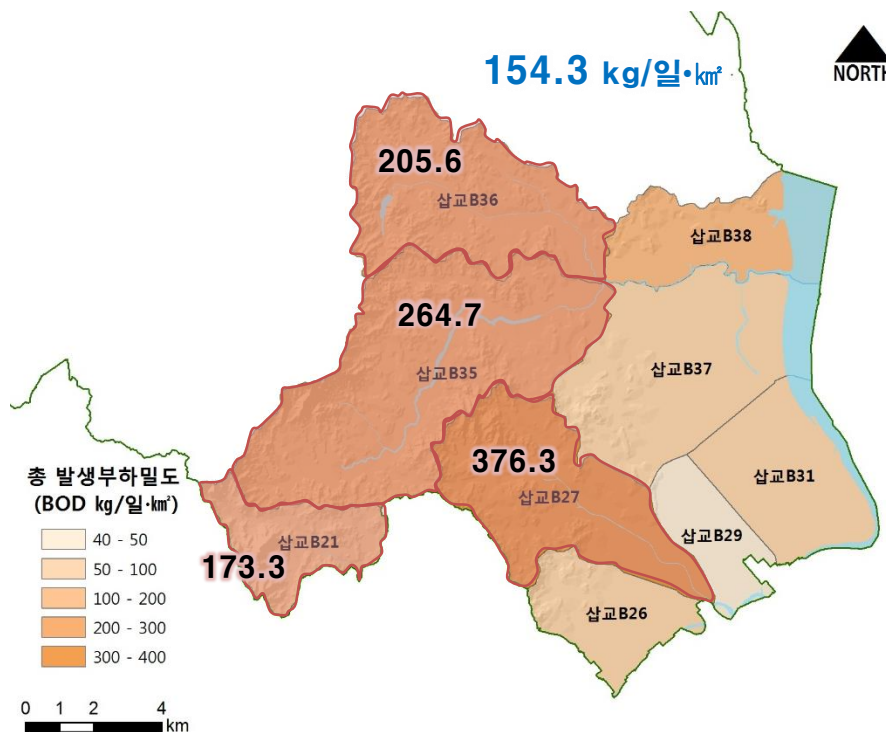 154.3 kg/일•㎢
NORTH
205.6
삽교B36
삽교B38
264.7
삽교B35
삽교B37
376.3
삽교B27
삽교B31
173.3
삽교B21
삽교B29
삽교B26
총 발생부하밀도
(BOD kg/일•㎢)
40 - 50
50 - 100
100 - 200
200 - 300
300 - 400
0 1 2 4
km